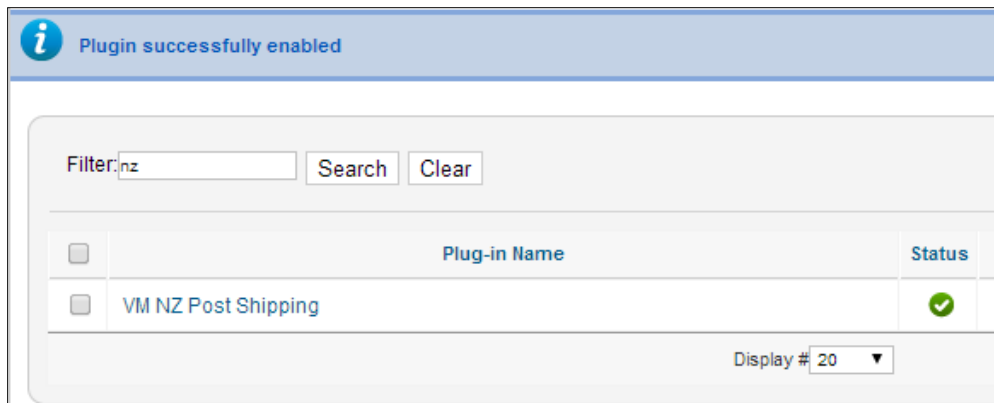 Plugin successfully enabled
Filter: nz Search Clear
Plug-in Name Status
VM NZ Post Shipping
Display # 20